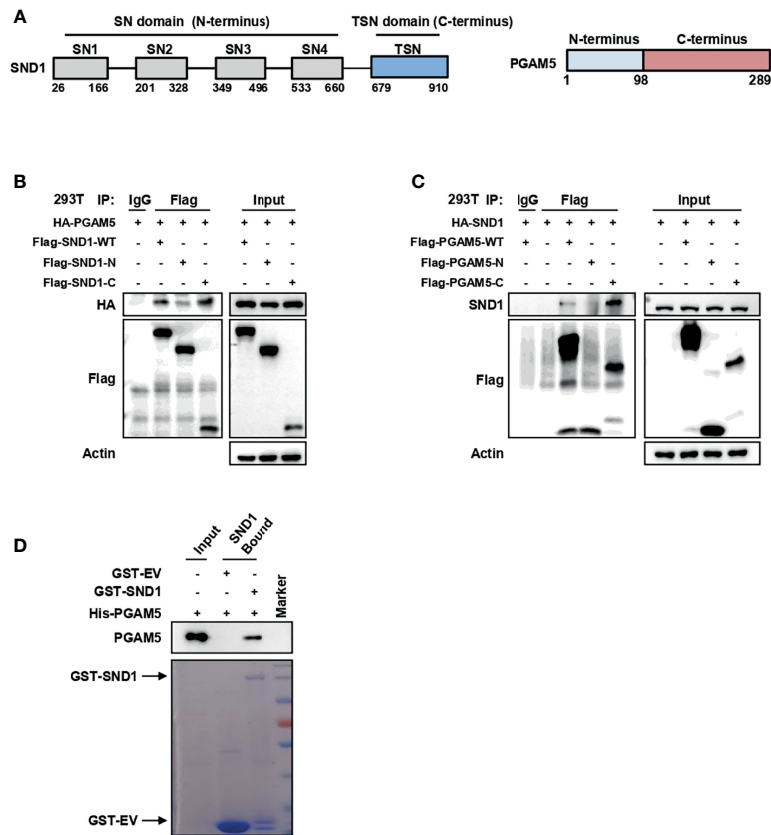 A
SN domain (N-terminus)
TSN domain (C-terminus)
SN1 SN2 SN3 SN4 TSN
SND1
26 166 201 328 349 496 533 660 679 910
N-terminus C-terminus
PGAM5
1 98 289
B
293T IP: IgG Flag Input
HA-PGAM5 + + + + + + +
Flag-SND1-WT - + - - + - -
Flag-SND1-N - - + - - + -
Flag-SND1-C - - - + - - +
HA
Flag
Actin
C
293T IP: IgG Flag Input
HA-SND1 + + + + + + + + +
Flag-PGAM5-WT + - + - - - + - -
Flag-PGAM5-N - - - + - - - + -
Flag-PGAM5-C - - - - + - - - +
SND1
Flag
Actin
D
Input
SND1
Bound
Marker
GST-EV - + -
GST-SND1 - - +
His-PGAM5 + + +
PGAM5
GST-SND1
GST-EV